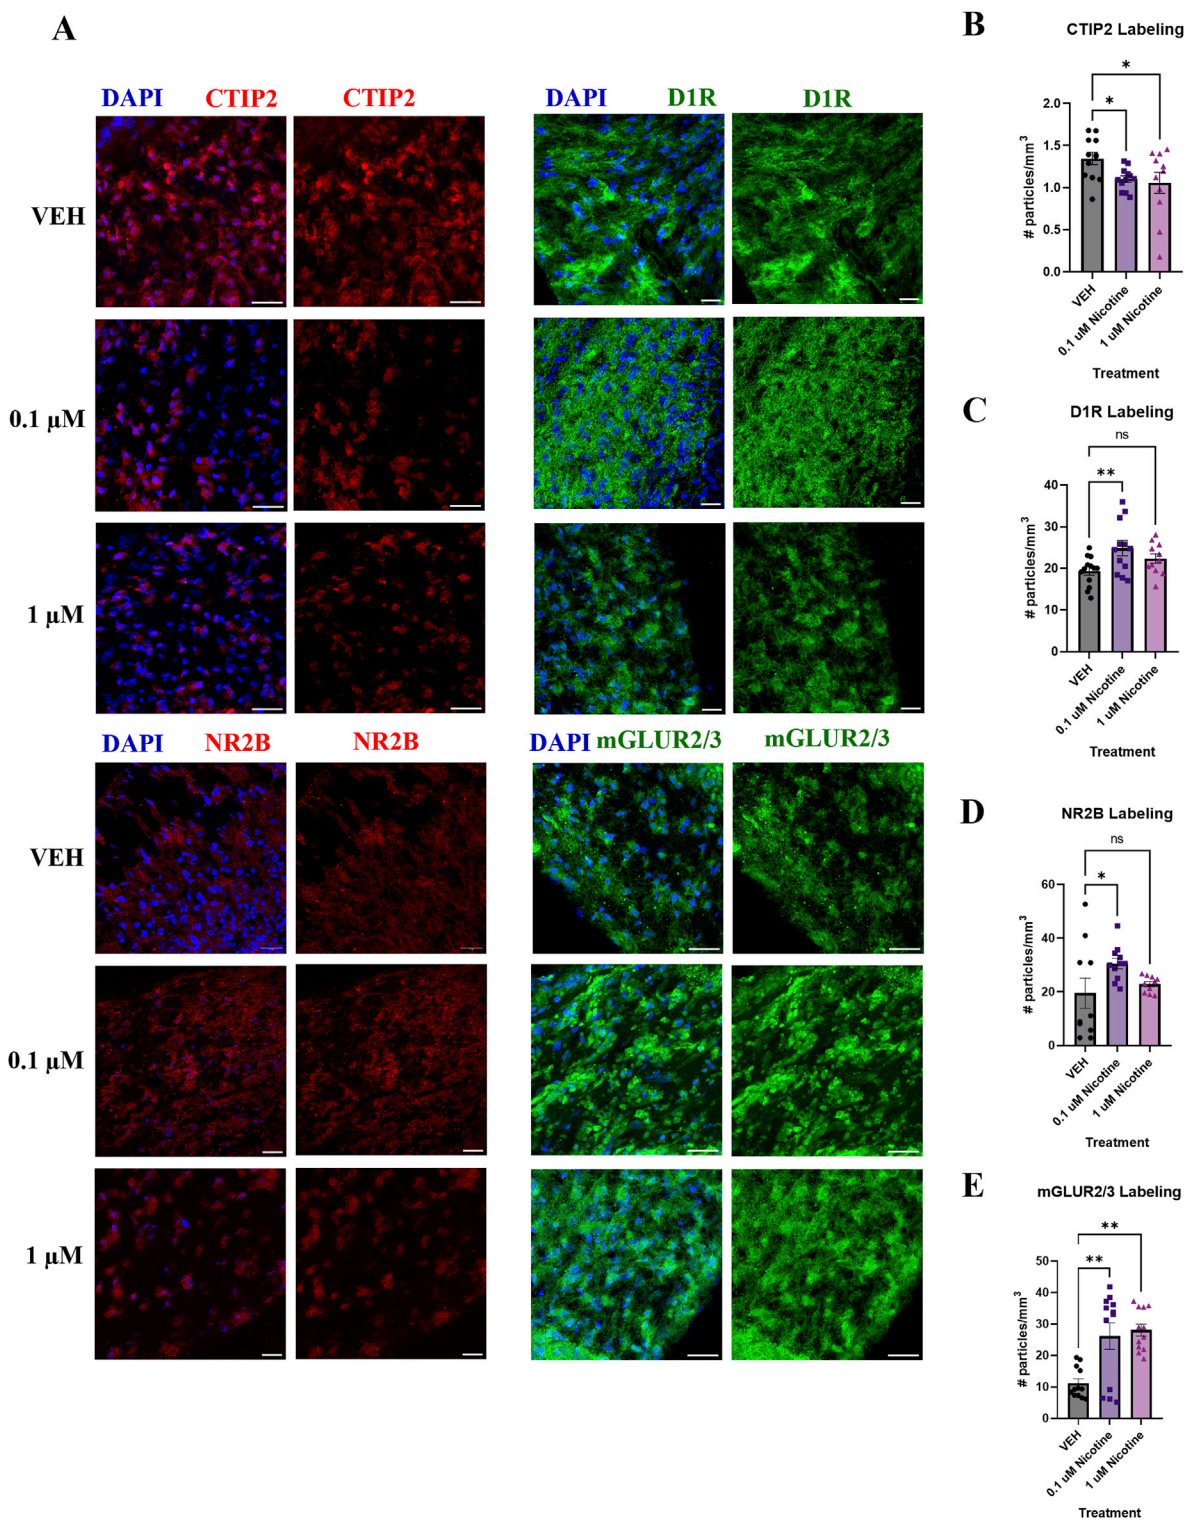 A
DAPI CTIP2 CTIP2 DAPI D1R D1R
VEH
0.1 µM
1 µM
DAPI NR2B NR2B DAPI mGLUR2/3 mGLUR2/3
VEH
0.1 µM
1 µM
B
CTIP2 Labeling
*
*
# particles/mm³
2.0
1.5
1.0
0.5
0.0
VEH
0.1 uM Nicotine
1 uM Nicotine
Treatment
C
D1R Labeling
ns
**
# particles/mm³
40
30
20
10
0
VEH
0.1 uM Nicotine
1 uM Nicotine
Treatment
D
NR2B Labeling
ns
*
# particles/mm³
60
40
20
0
VEH
0.1 uM Nicotine
1 uM Nicotine
Treatment
E
mGLUR2/3 Labeling
**
**
# particles/mm³
50
40
30
20
10
0
VEH
0.1 uM Nicotine
1 uM Nicotine
Treatment